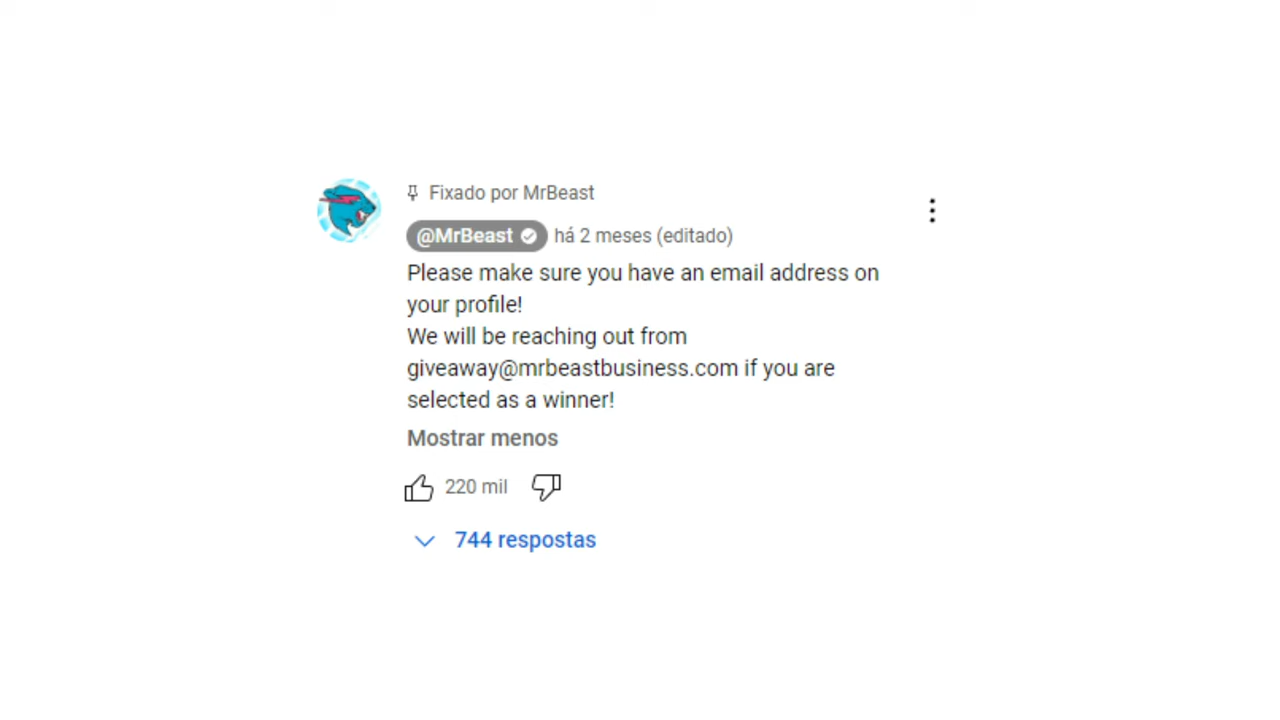 Fixado por MrBeast
@MrBeast há 2 meses (editado)
Please make sure you have an email address on
your profile!
We will be reaching out from
giveaway@mrbeastbusiness.com if you are
selected as a winner!
Mostrar menos
220 mil
744 respostas